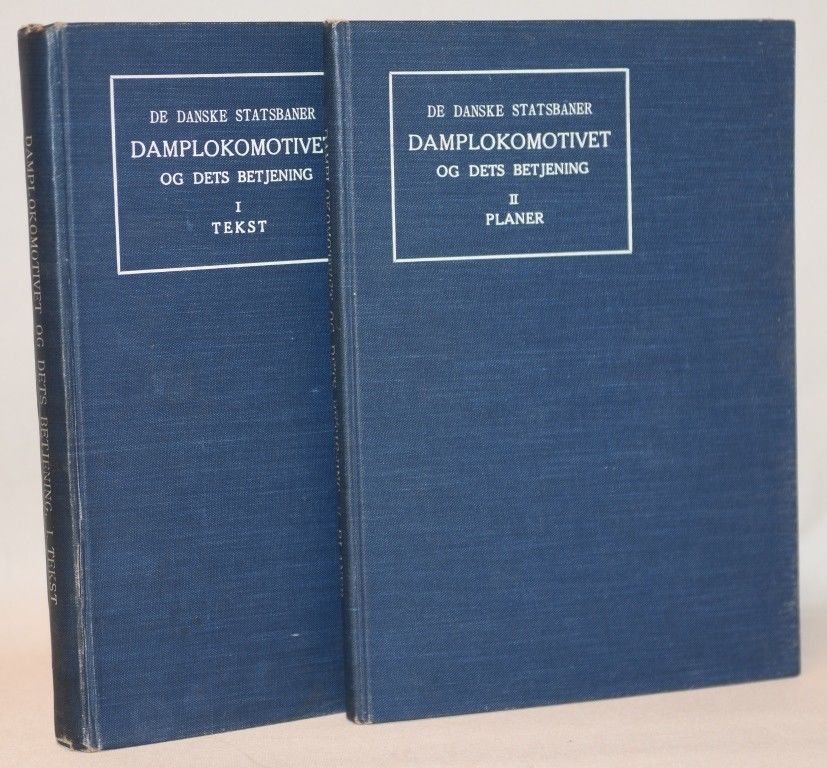 DAMPLOKOMOTIVET OG DETS BETJENING I TEKST
DE DANSKE STATSBANER
DAMPLOKOMOTIVET
OG DETS BETJENING
I
TEKST
DE DANSKE STATSBANER
DAMPLOKOMOTIVET
OG DETS BETJENING
II
PLANER